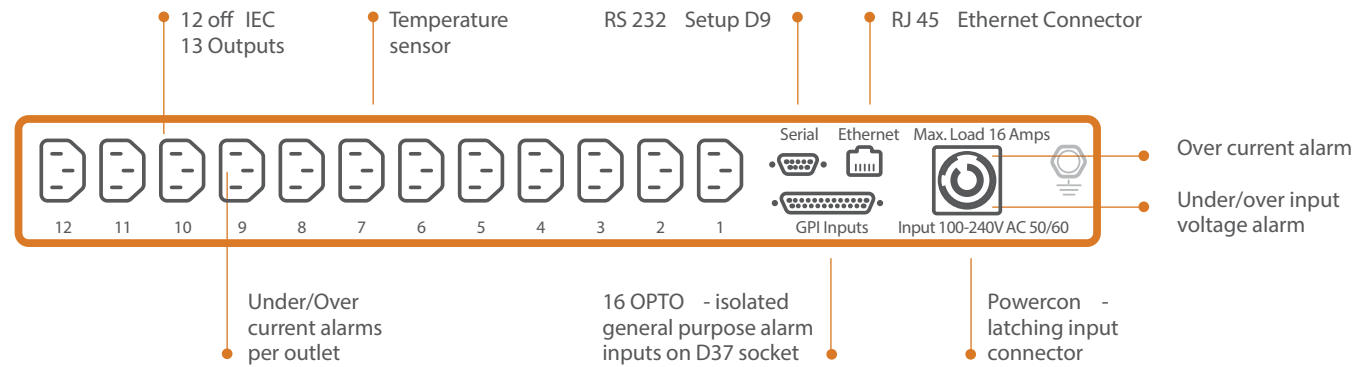 12 off IEC
13 Outputs
Temperature
sensor
RS 232 Setup D9
RJ 45 Ethernet Connector
Serial
Ethernet
Max. Load 16 Amps
Over current alarm
Under/over input
voltage alarm
12 11 10 9 8 7 6 5 4 3 2 1
GPI Inputs
Input 100-240V AC 50/60
Under/Over
current alarms
per outlet
16 OPTO - isolated
general purpose alarm
inputs on D37 socket
Powercon -
latching input
connector